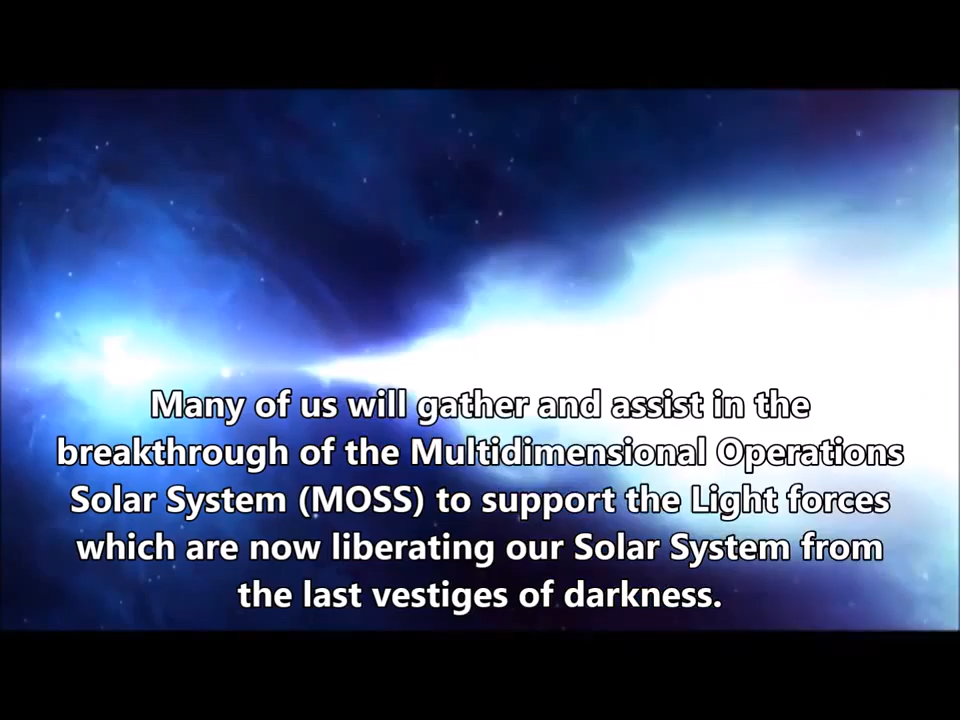 Many of us will gather and assist in the
breakthrough of the Multidimensional Operations
Solar System (MOSS) to support the Light forces
which are now liberating our Solar System from
the last vestiges of darkness.